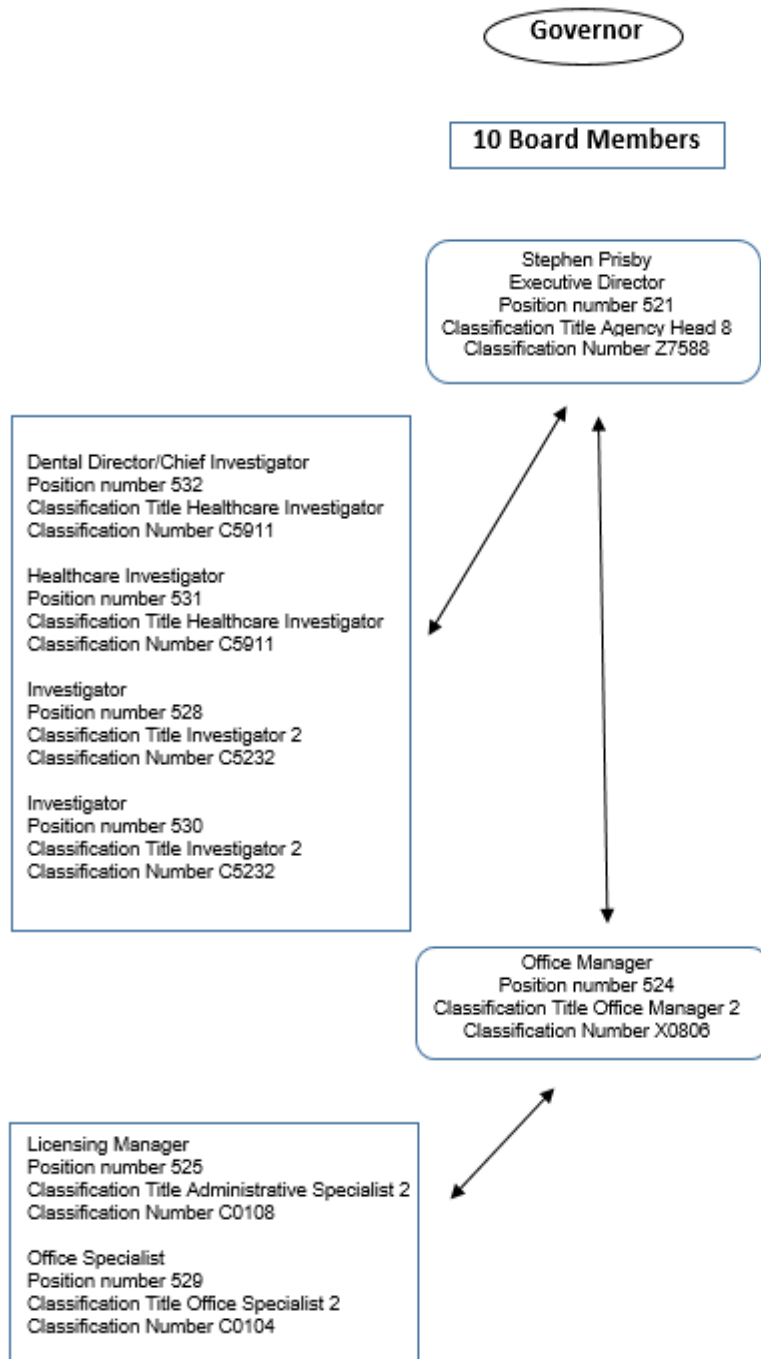 Governor
10 Board Members
Stephen Prisby
Executive Director
Position number 521
Classification Title Agency Head 8
Classification Number Z7588
Dental Director/Chief Investigator
Position number 532
Classification Title Healthcare Investigator
Classification Number C5911
Healthcare Investigator
Position number 531
Classification Title Healthcare Investigator
Classification Number C5911
Investigator
Position number 528
Classification Title Investigator 2
Classification Number C5232
Investigator
Position number 530
Classification Title Investigator 2
Classification Number C5232
Office Manager
Position number 524
Classification Title Office Manager 2
Classification Number X0806
Licensing Manager
Position number 525
Classification Title Administrative Specialist 2
Classification Number C0108
Office Specialist
Position number 529
Classification Title Office Specialist 2
Classification Number C0104